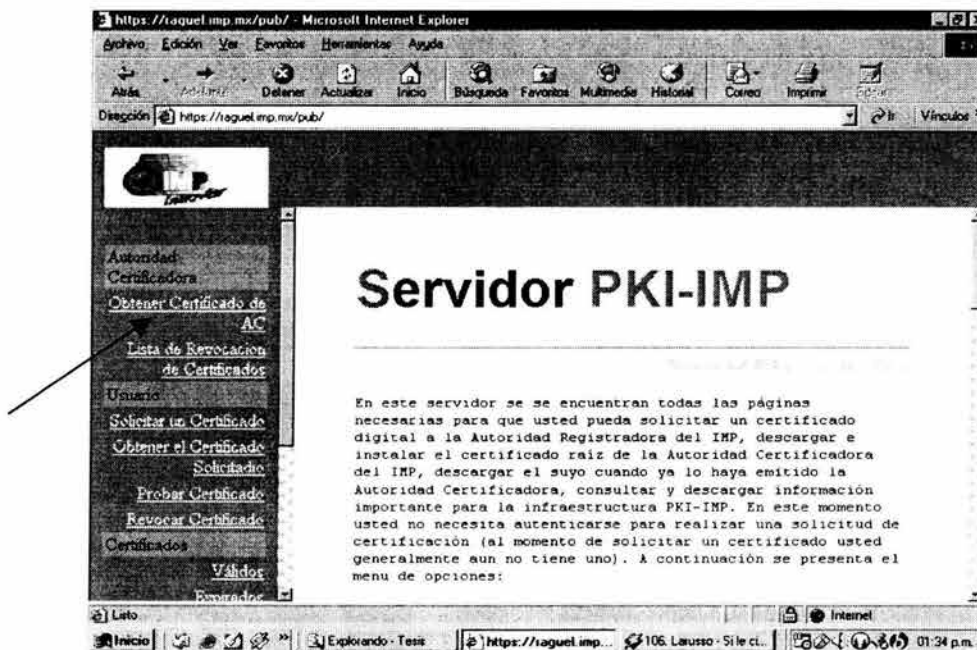 https://raguel.imp.mx/pub/ - Microsoft Internet Explorer
Archivo Edición Ver Favoritos Herramientas Ayuda
Atrás Adelante Detener Actualizar Inicio Búsqueda Favoritos Multimedia Historial Correo Imprimir
Dirección https://raguel.imp.mx/pub/ Ir Vínculos
IMP
Autoridad
Certificadora
Obtener Certificado de
AC
Lista de Revocacion
de Certificados
Usuario
Solicitar un Certificado
Obtener el Certificado
Solicitado
Probar Certificado
Revocar Certificado
Certificados
Válidos
Expirados
Servidor PKI-IMP
En este servidor se se encuentran todas las páginas
necesarias para que usted pueda solicitar un certificado
digital a la Autoridad Registradora del IMP, descargar e
instalar el certificado raíz de la Autoridad Certificadora
del IMP, descargar el suyo cuando ya lo haya emitido la
Autoridad Certificadora, consultar y descargar información
importante para la infraestructura PKI-IMP. En este momento
usted no necesita autenticarse para realizar una solicitud de
certificación (al momento de solicitar un certificado usted
generalmente aun no tiene uno). A continuación se presenta el
menu de opciones:
Listo Internet
Inicio Explorando - Tesis https://raguel.imp... 106. Larusso - Si le ci... 01:34 p.m.